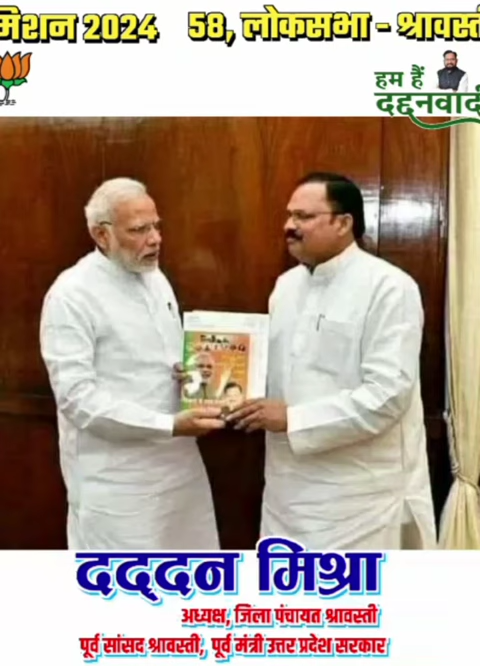 मिशन 2024 58, लोकसभा - श्रावस्ती
हम हैं
दद्दनवादी
दद्दन मिश्रा
अध्यक्ष, जिला पंचायत श्रावस्ती
पूर्व सांसद श्रावस्ती, पूर्व मंत्री उत्तर प्रदेश सरकार